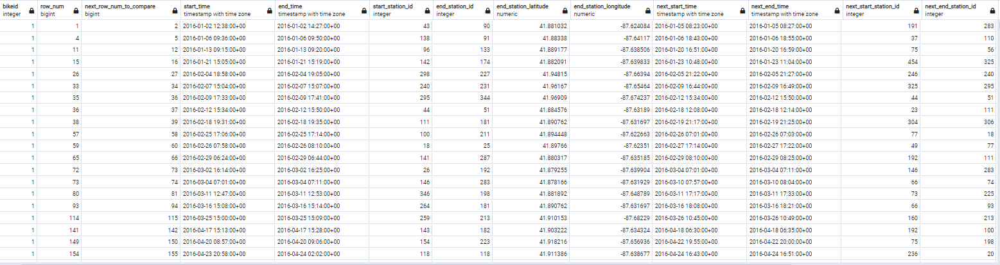 bikeid row_num next_row_num_to_compare start_time end_time start_station_id end_station_id end_station_latitude end_station_longitude next_start_time next_end_time next_start_station_id next_end_station_id
integer bigint bigint timestamp with time zone timestamp with time zone integer integer numeric numeric timestamp with time zone timestamp with time zone integer integer
1 1 2 2016-01-02 12:38:00+00 2016-01-02 14:27:00+00 43 90 41.881032 -87.624084 2016-01-05 08:23:00+00 2016-01-05 08:27:00+00 191 283
1 4 5 2016-01-06 09:36:00+00 2016-01-06 09:50:00+00 138 91 41.88338 -87.64117 2016-01-06 18:43:00+00 2016-01-06 18:55:00+00 37 110
1 11 12 2016-01-13 09:15:00+00 2016-01-13 09:20:00+00 96 133 41.889177 -87.638506 2016-01-20 16:51:00+00 2016-01-20 16:59:00+00 75 56
1 15 16 2016-01-21 15:05:00+00 2016-01-21 15:19:00+00 142 174 41.882091 -87.639833 2016-01-23 10:48:00+00 2016-01-23 11:04:00+00 454 325
1 26 27 2016-02-04 18:58:00+00 2016-02-04 19:05:00+00 298 227 41.94815 -87.66394 2016-02-05 21:22:00+00 2016-02-05 21:27:00+00 246 240
1 33 34 2016-02-07 15:04:00+00 2016-02-07 15:07:00+00 240 231 41.96167 -87.65464 2016-02-09 16:44:00+00 2016-02-09 16:49:00+00 325 295
1 35 36 2016-02-09 17:33:00+00 2016-02-09 17:41:00+00 295 344 41.96909 -87.674237 2016-02-12 15:34:00+00 2016-02-12 15:50:00+00 44 51
1 36 37 2016-02-12 15:34:00+00 2016-02-12 15:50:00+00 44 51 41.884576 -87.63189 2016-02-18 12:08:00+00 2016-02-18 12:14:00+00 23 111
1 38 39 2016-02-18 19:31:00+00 2016-02-18 19:35:00+00 111 181 41.890762 -87.631697 2016-02-19 21:17:00+00 2016-02-19 21:25:00+00 304 306
1 57 58 2016-02-25 17:06:00+00 2016-02-25 17:14:00+00 100 211 41.894448 -87.622663 2016-02-26 07:01:00+00 2016-02-26 07:03:00+00 77 18
1 59 60 2016-02-26 07:58:00+00 2016-02-26 08:10:00+00 18 25 41.89766 -87.62351 2016-02-27 17:14:00+00 2016-02-27 17:22:00+00 49 77
1 65 66 2016-02-29 06:24:00+00 2016-02-29 06:44:00+00 141 287 41.880317 -87.635185 2016-02-29 08:10:00+00 2016-02-29 08:25:00+00 192 111
1 72 73 2016-03-02 16:14:00+00 2016-03-02 16:25:00+00 26 192 41.879255 -87.639904 2016-03-04 07:01:00+00 2016-03-04 07:11:00+00 146 283
1 73 74 2016-03-04 07:01:00+00 2016-03-04 07:11:00+00 146 283 41.878166 -87.631929 2016-03-10 07:57:00+00 2016-03-10 08:04:00+00 66 74
1 80 81 2016-03-11 12:47:00+00 2016-03-11 12:53:00+00 346 198 41.881892 -87.648789 2016-03-11 17:17:00+00 2016-03-11 17:33:00+00 73 225
1 93 94 2016-03-16 15:08:00+00 2016-03-16 15:14:00+00 264 181 41.890762 -87.631697 2016-03-16 18:08:00+00 2016-03-16 18:21:00+00 66 93
1 114 115 2016-03-25 15:00:00+00 2016-03-25 15:09:00+00 259 213 41.910153 -87.68229 2016-03-26 10:45:00+00 2016-03-26 10:49:00+00 160 213
1 141 142 2016-04-17 15:13:00+00 2016-04-17 15:28:00+00 143 182 41.903222 -87.634324 2016-04-18 06:30:00+00 2016-04-18 06:35:00+00 192 100
1 149 150 2016-04-20 08:57:00+00 2016-04-20 09:06:00+00 154 223 41.918216 -87.656936 2016-04-22 19:55:00+00 2016-04-22 20:00:00+00 75 198
1 154 155 2016-04-23 20:58:00+00 2016-04-24 02:02:00+00 118 118 41.911386 -87.638677 2016-04-24 16:43:00+00 2016-04-24 16:51:00+00 236 20